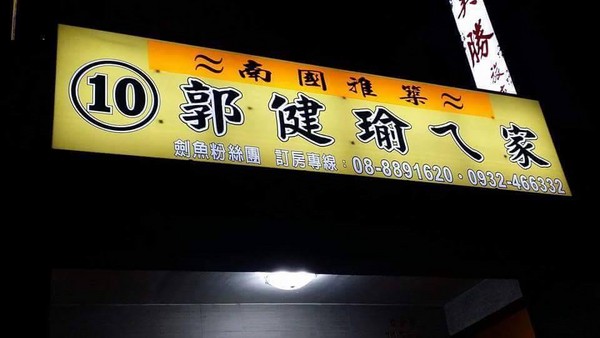 ≈南國雅築≈
10 郭健瑜ㄟ家
劍魚粉絲團 訂房專線：08-8891620・0932-466332
勝